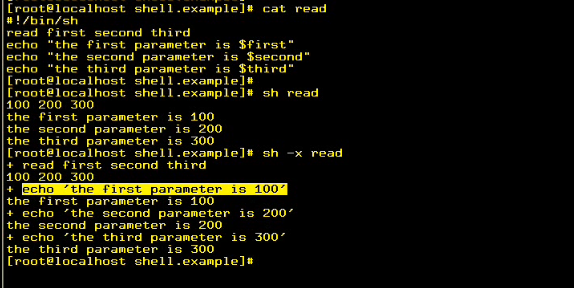 [root@localhost shell.example]# cat read
#!/bin/sh
read first second third
echo "the first parameter is $first"
echo "the second parameter is $second"
echo "the third parameter is $third"
[root@localhost shell.example]#
[root@localhost shell.example]# sh read
100 200 300
the first parameter is 100
the second parameter is 200
the third parameter is 300
[root@localhost shell.example]# sh -x read
+ read first second third
100 200 300
+ echo 'the first parameter is 100'
the first parameter is 100
+ echo 'the second parameter is 200'
the second parameter is 200
+ echo 'the third parameter is 300'
the third parameter is 300
[root@localhost shell.example]#